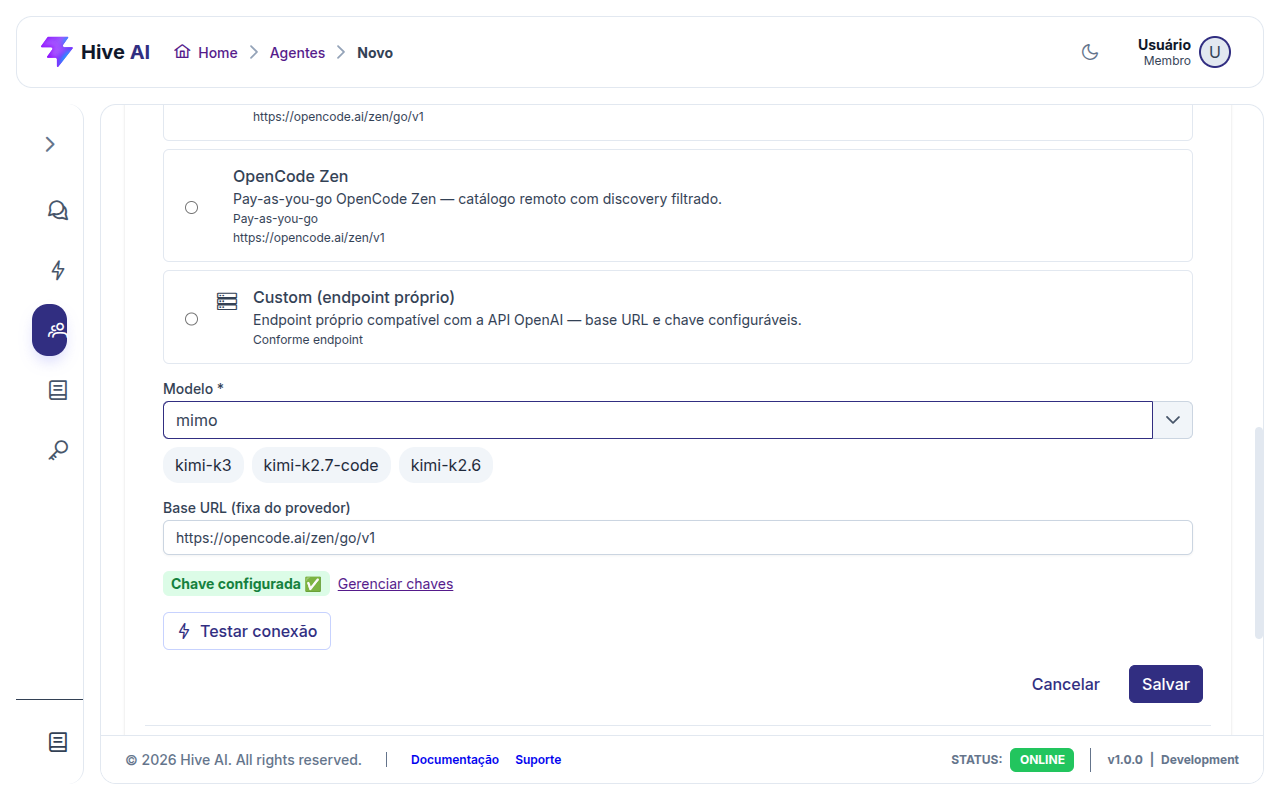 Hive AI
Home
Agentes
Novo
Usuário
Membro
U
https://opencode.ai/zen/go/v1
OpenCode Zen
Pay-as-you-go OpenCode Zen — catálogo remoto com discovery filtrado.
Pay-as-you-go
https://opencode.ai/zen/v1
Custom (endpoint próprio)
Endpoint próprio compatível com a API OpenAI — base URL e chave configuráveis.
Conforme endpoint
Modelo *
mimo
kimi-k3
kimi-k2.7-code
kimi-k2.6
Base URL (fixa do provedor)
https://opencode.ai/zen/go/v1
Chave configurada ✅
Gerenciar chaves
Testar conexão
Cancelar
Salvar
© 2026 Hive AI. All rights reserved.
Documentação
Suporte
STATUS:
ONLINE
v1.0.0 | Development